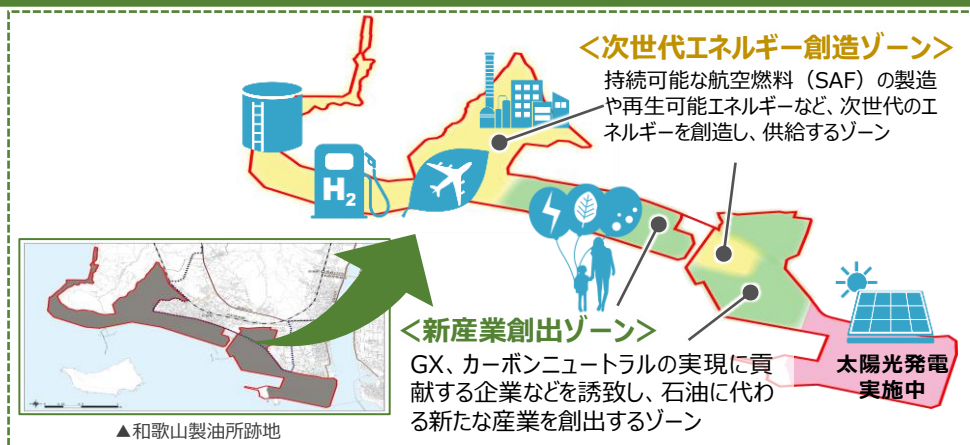 <次世代エネルギー創造ゾーン>
持続可能な航空燃料（SAF）の製造
や再生可能エネルギーなど、次世代のエ
ネルギーを創造し、供給するゾーン
H2
<新産業創出ゾーン>
GX、カーボンニュートラルの実現に貢
献する企業などを誘致し、石油に代わ
る新たな産業を創出するゾーン
太陽光発電
実施中
▲和歌山製油所跡地